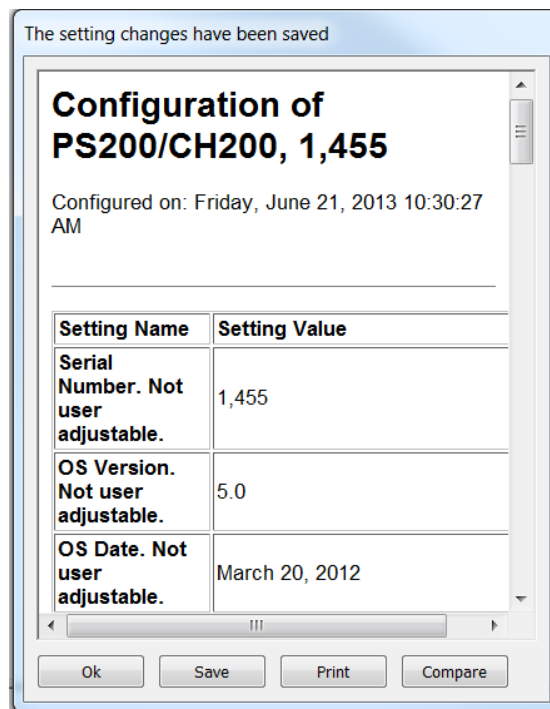 The setting changes have been saved
Configuration of
PS200/CH200, 1,455
Configured on: Friday, June 21, 2013 10:30:27
AM
Setting Name Setting Value
Serial
Number. Not
user
adjustable.
1,455
OS Version.
Not user
adjustable.
5.0
OS Date. Not
user
adjustable.
March 20, 2012
Ok Save Print Compare